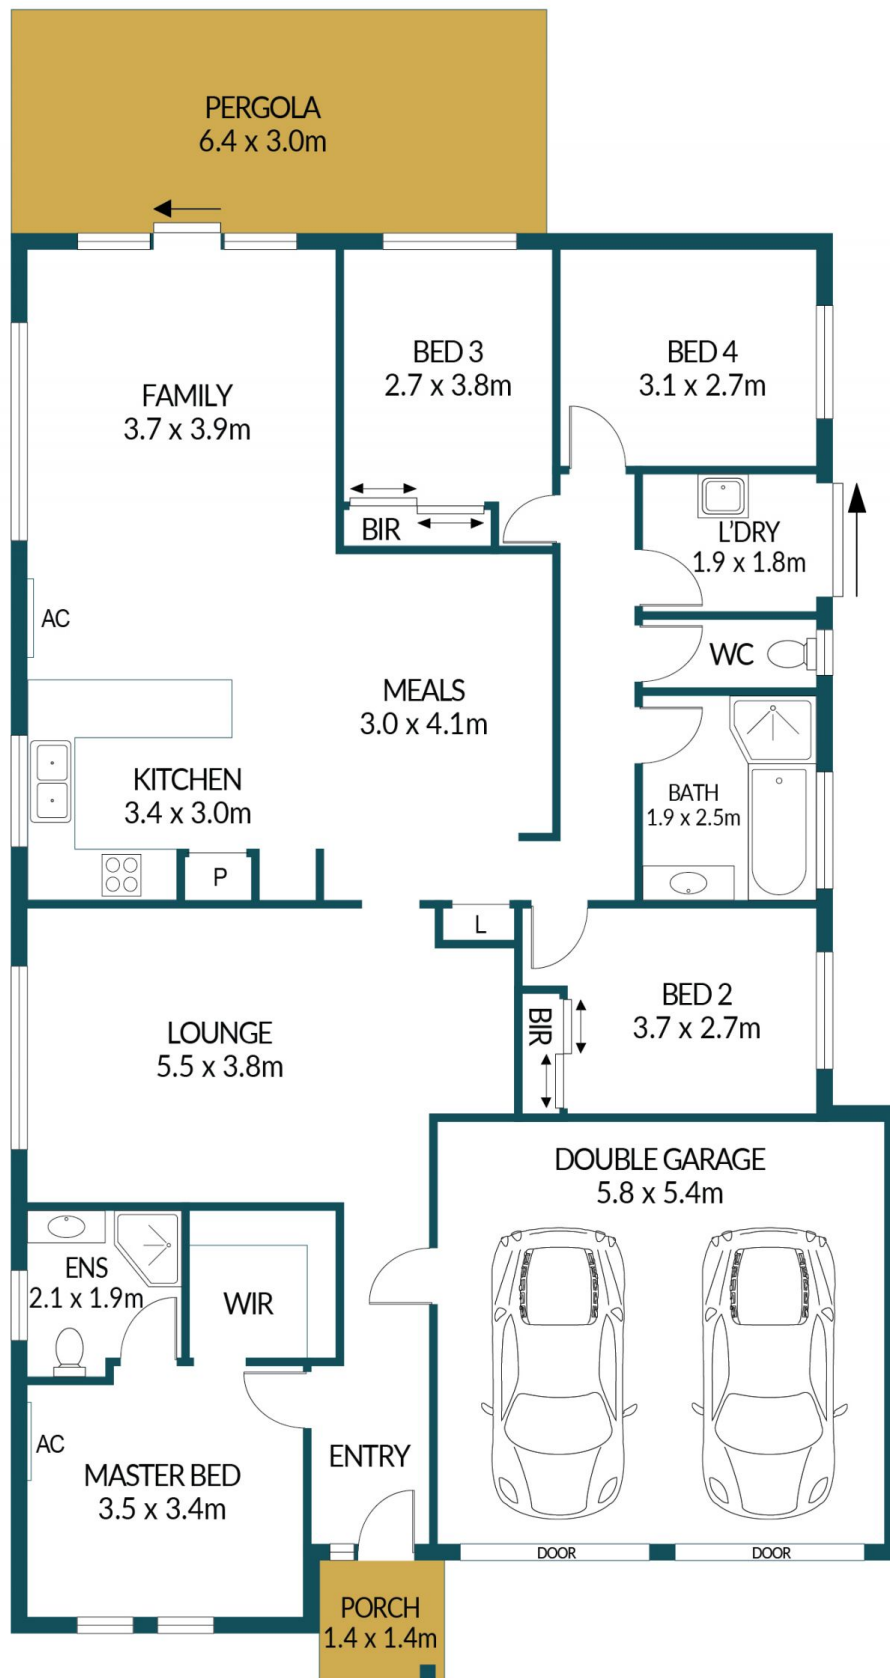 PERGOLA
6.4 x 3.0m
BED 3
2.7 x 3.8m
BED 4
3.1 x 2.7m
FAMILY
3.7 x 3.9m
BIR
L'DRY
1.9 x 1.8m
AC
WC
MEALS
3.0 x 4.1m
KITCHEN
3.4 x 3.0m
BATH
1.9 x 2.5m
P
L
BED 2
3.7 x 2.7m
BIR
LOUNGE
5.5 x 3.8m
DOUBLE GARAGE
5.8 x 5.4m
ENS
2.1 x 1.9m
WIR
AC
MASTER BED
3.5 x 3.4m
ENTRY
DOOR
DOOR
PORCH
1.4 x 1.4m